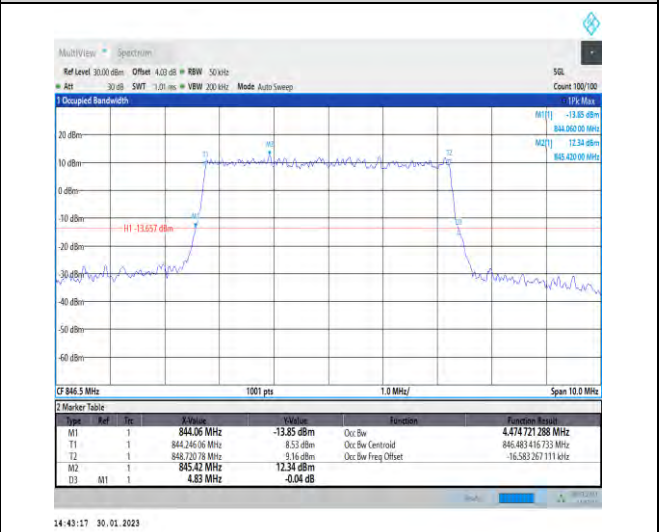 MultiView Spectrum
Ref Level 30.00 dBm Offset 4.03 dB RBW 50 kHz SGL
Att 30 dB SWT 1.01 ms VBW 200 kHz Mode Auto Sweep Count 100/100
1 Occupied Bandwidth 1Pk Max
M1[1] -13.85 dBm
844.060 00 MHz
20 dBm M2[1] 12.34 dBm
845.420 00 MHz
T1 M2 T2
10 dBm
0 dBm
-10 dBm
M1 D3
H1 -13.657 dBm
-20 dBm
-30 dBm
-40 dBm
-50 dBm
-60 dBm
CF 846.5 MHz 1001 pts 1.0 MHz/ Span 10.0 MHz
2 Marker Table
Type Ref Trc X-Value Y-Value Function Function Result
M1 1 844.06 MHz -13.85 dBm Occ Bw 4.474 721 288 MHz
T1 1 844.246 06 MHz 8.53 dBm Occ Bw Centroid 846.483 416 733 MHz
T2 1 848.720 78 MHz 9.16 dBm Occ Bw Freq Offset -16.583 267 111 kHz
M2 1 845.42 MHz 12.34 dBm
D3 M1 1 4.83 MHz -0.04 dB
14:43:17 30.01.2023